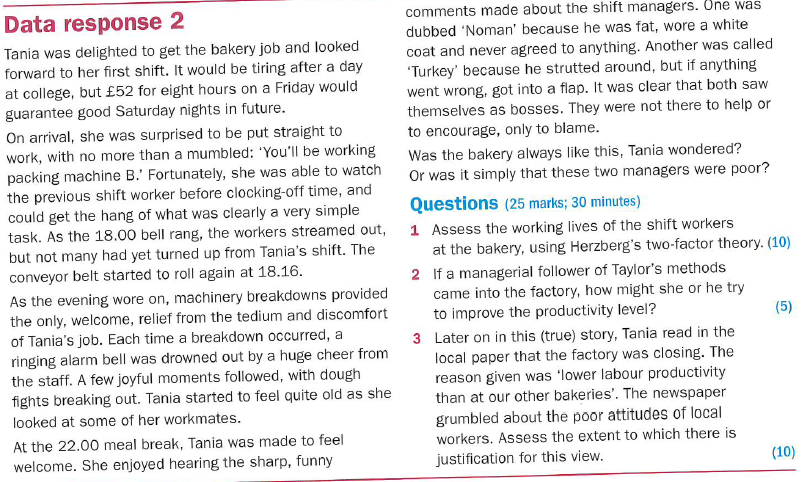 Data response 2
Tania was delighted to get the bakery job and looked
forward to her first shift. It would be tiring after a day
at college, but £52 for eight hours on a Friday would
guarantee good Saturday nights in future.
On arrival, she was surprised to be put straight to
work, with no more than a mumbled: ‘You’ll be working
packing machine B.’ Fortunately, she was able to watch
the previous shift worker before clocking-off time, and
could get the hang of what was clearly a very simple
task. As the 18.00 bell rang, the workers streamed out,
but not many had yet turned up from Tania’s shift. The
conveyor belt started to roll again at 18.16.
As the evening wore on, machinery breakdowns provided
the only, welcome, relief from the tedium and discomfort
of Tania’s job. Each time a breakdown occurred, a
ringing alarm bell was drowned out by a huge cheer from
the staff. A few joyful moments followed, with dough
fights breaking out. Tania started to feel quite old as she
looked at some of her workmates.
At the 22.00 meal break, Tania was made to feel
welcome. She enjoyed hearing the sharp, funny
comments made about the shift managers. One was
dubbed ‘Noman’ because he was fat, wore a white
coat and never agreed to anything. Another was called
‘Turkey’ because he strutted around, but if anything
went wrong, got into a flap. It was clear that both saw
themselves as bosses. They were not there to help or
to encourage, only to blame.
Was the bakery always like this, Tania wondered?
Or was it simply that these two managers were poor?
Questions (25 marks; 30 minutes)
1 Assess the working lives of the shift workers
at the bakery, using Herzberg’s two-factor theory. (10)
2 If a managerial follower of Taylor’s methods
came into the factory, how might she or he try
to improve the productivity level? (5)
3 Later on in this (true) story, Tania read in the
local paper that the factory was closing. The
reason given was ‘lower labour productivity
than at our other bakeries’. The newspaper
grumbled about the poor attitudes of local
workers. Assess the extent to which there is
justification for this view. (10)